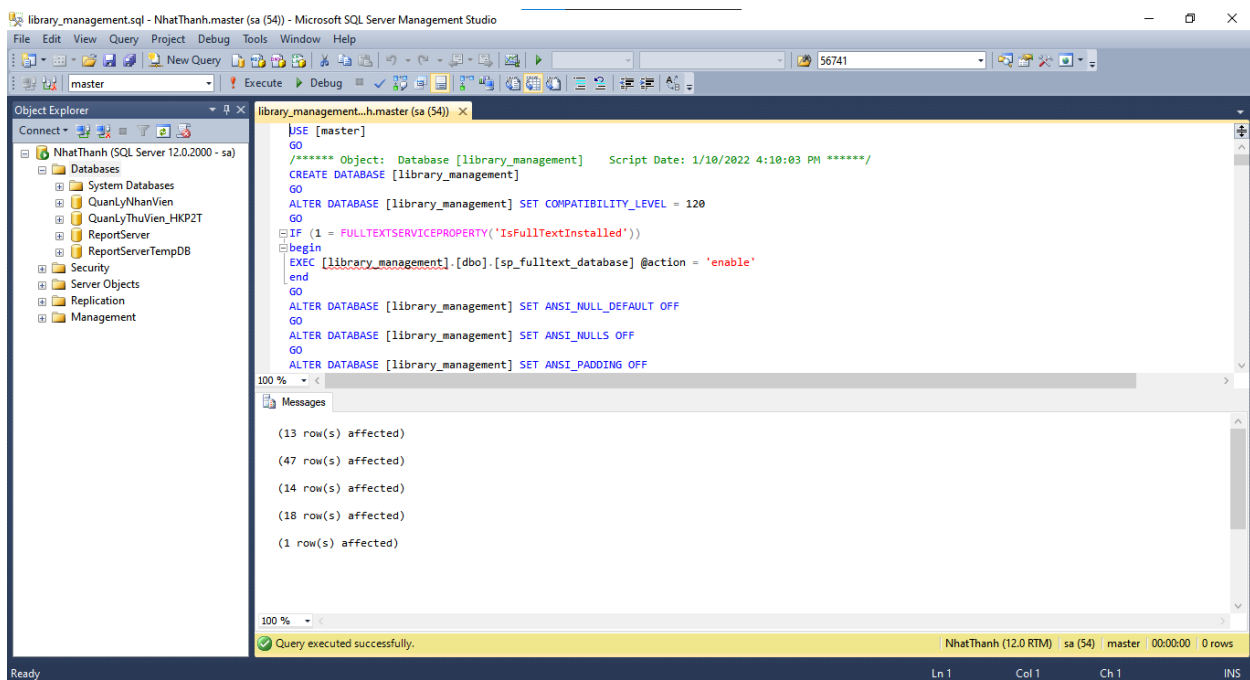 library_management.sql - NhatThanh.master (sa (54)) - Microsoft SQL Server Management Studio
File Edit View Query Project Debug Tools Window Help
New Query 56741
master Execute Debug
Object Explorer
Connect
NhatThanh (SQL Server 12.0.2000 - sa)
Databases
System Databases
QuanLyNhanVien
QuanLyThuVien_HKP2T
ReportServer
ReportServerTempDB
Security
Server Objects
Replication
Management
library_management...h.master (sa (54))
USE [master]
GO
/****** Object:  Database [library_management]    Script Date: 1/10/2022 4:10:03 PM ******/
CREATE DATABASE [library_management]
GO
ALTER DATABASE [library_management] SET COMPATIBILITY_LEVEL = 120
GO
IF (1 = FULLTEXTSERVICEPROPERTY('IsFullTextInstalled'))
begin
EXEC [library_management].[dbo].[sp_fulltext_database] @action = 'enable'
end
GO
ALTER DATABASE [library_management] SET ANSI_NULL_DEFAULT OFF
GO
ALTER DATABASE [library_management] SET ANSI_NULLS OFF
GO
ALTER DATABASE [library_management] SET ANSI_PADDING OFF
100 %
Messages
(13 row(s) affected)
(47 row(s) affected)
(14 row(s) affected)
(18 row(s) affected)
(1 row(s) affected)
100 %
Query executed successfully. NhatThanh (12.0 RTM) sa (54) master 00:00:00 0 rows
Ready Ln 1 Col 1 Ch 1 INS